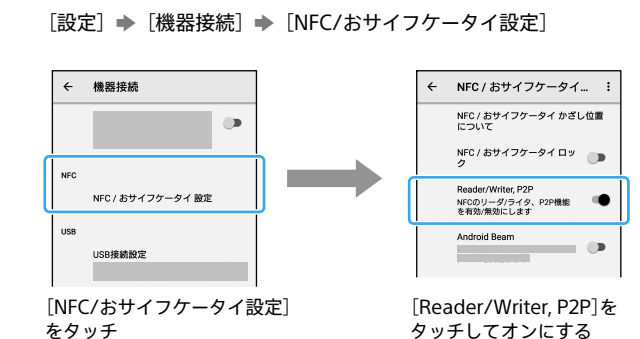 ［設定］ ➡ ［機器接続］ ➡ ［NFC/おサイフケータイ設定］
← 機器接続
NFC
NFC / おサイフケータイ 設定
USB
USB接続設定
← NFC / おサイフケータイ...
NFC / おサイフケータイ かざし位置
について
NFC / おサイフケータイ ロッ
ク
Reader/Writer, P2P
NFCのリーダ/ライタ、P2P機能
を有効/無効にします
Android Beam
［NFC/おサイフケータイ設定］
をタッチ
［Reader/Writer, P2P］を
タッチしてオンにする